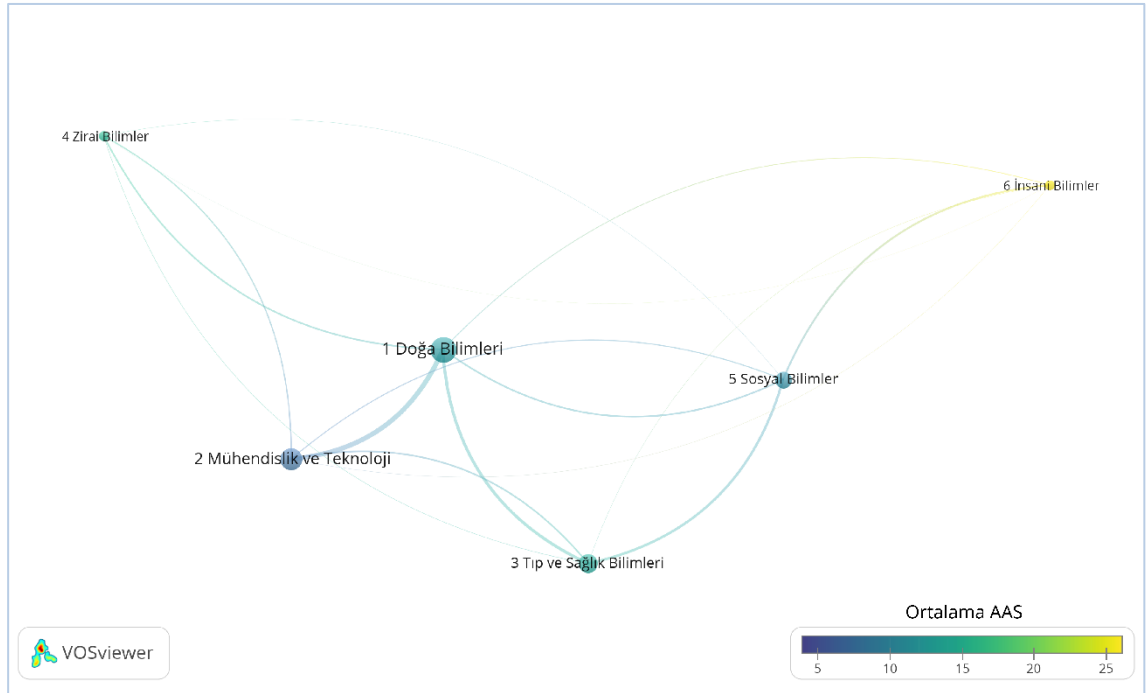 4 Zirai Bilimler
6 İnsani Bilimler
1 Doğa Bilimleri
5 Sosyal Bilimler
2 Mühendislik ve Teknoloji
3 Tıp ve Sağlık Bilimleri
Ortalama AAS
VOSviewer
5 10 15 20 25